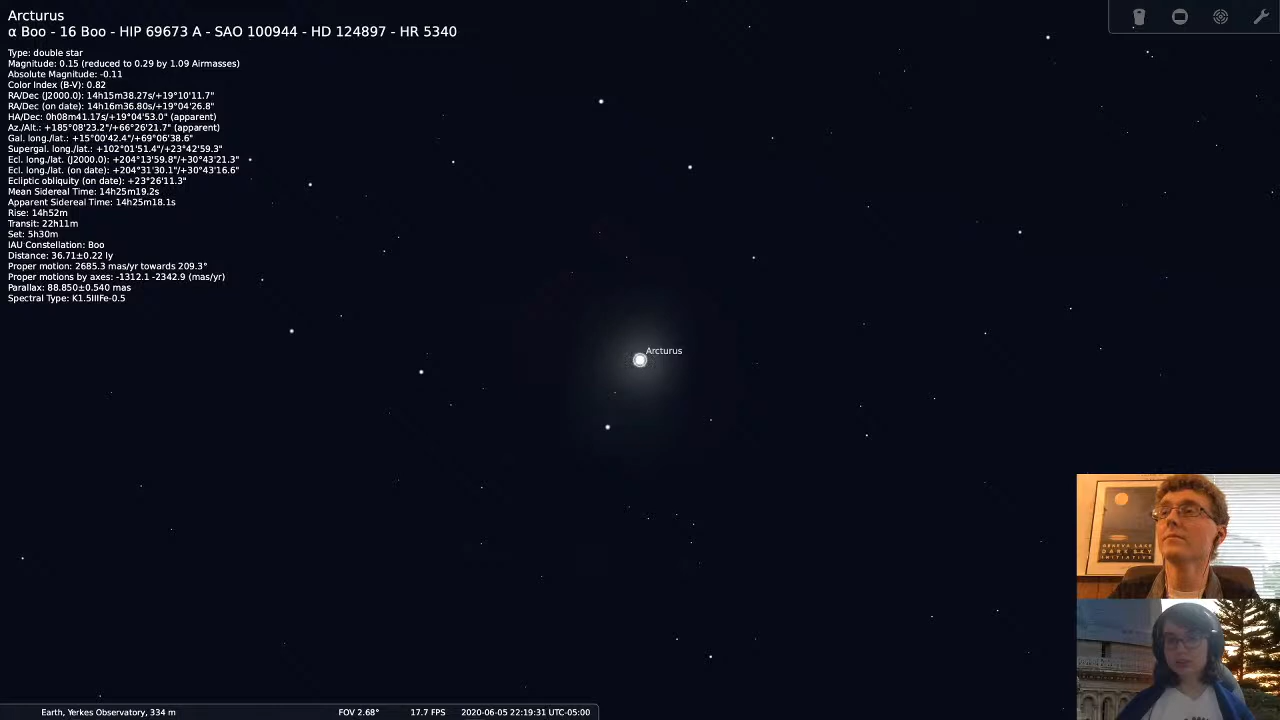 Arcturus
α Boo - 16 Boo - HIP 69673 A - SAO 100944 - HD 124897 - HR 5340
Type: double star
Magnitude: 0.15 (reduced to 0.29 by 1.09 Airmasses)
Absolute Magnitude: -0.11
Color Index (B-V): 0.82
RA/Dec (J2000.0): 14h15m38.27s/+19°10'11.7"
RA/Dec (on date): 14h16m36.80s/+19°04'26.8"
HA/Dec: 0h08m41.17s/+19°04'53.0" (apparent)
Az./Alt.: +185°08'23.2"/+66°26'21.7" (apparent)
Gal. long./lat.: +15°00'42.4"/+69°06'38.6"
Supergal. long./lat.: +102°01'51.4"/+23°42'59.3"
Ecl. long./lat. (J2000.0): +204°13'59.8"/+30°43'21.3"
Ecl. long./lat. (on date): +204°31'30.1"/+30°43'16.6"
Ecliptic obliquity (on date): +23°26'11.3"
Mean Sidereal Time: 14h25m19.2s
Apparent Sidereal Time: 14h25m18.1s
Rise: 14h52m
Transit: 22h11m
Set: 5h30m
IAU Constellation: Boo
Distance: 36.71±0.22 ly
Proper motion: 2685.3 mas/yr towards 209.3°
Proper motions by axes: -1312.1 -2342.9 (mas/yr)
Parallax: 88.850±0.540 mas
Spectral Type: K1.5IIIFe-0.5
Arcturus
GENEVA LAKE
DARK SKY
INITIATIVE
Earth, Yerkes Observatory, 334 m FOV 2.68° 17.7 FPS 2020-06-05 22:19:31 UTC-05:00